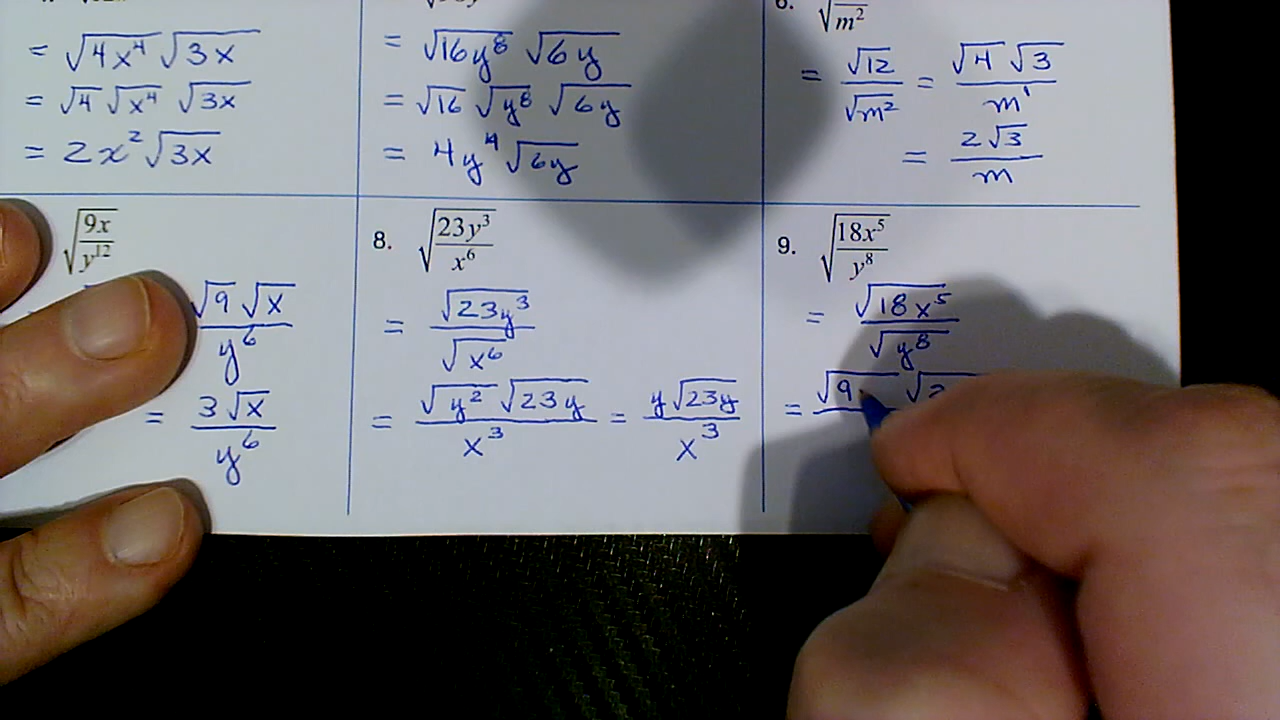 = √(4x⁴) √(3x)
= √4 √(x⁴) √(3x)
= 2x² √(3x)
= √(16y⁸) √(6y)
= √16 √(y⁸) √(6y)
= 4y⁴ √(6y)
6. √(/m²)
= √12/√(m²) = √4 √3/m¹
= 2√3/m
√(9x/y¹²)
√9 √x/y⁶
= 3√x/y⁶
8. √(23y³/x⁶)
= √(23y³)/√(x⁶)
= √(y²) √(23y)/x³ = y√(23y)/x³
9. √(18x⁵/y⁸)
= √(18x⁵)/√(y⁸)
= √9 √2